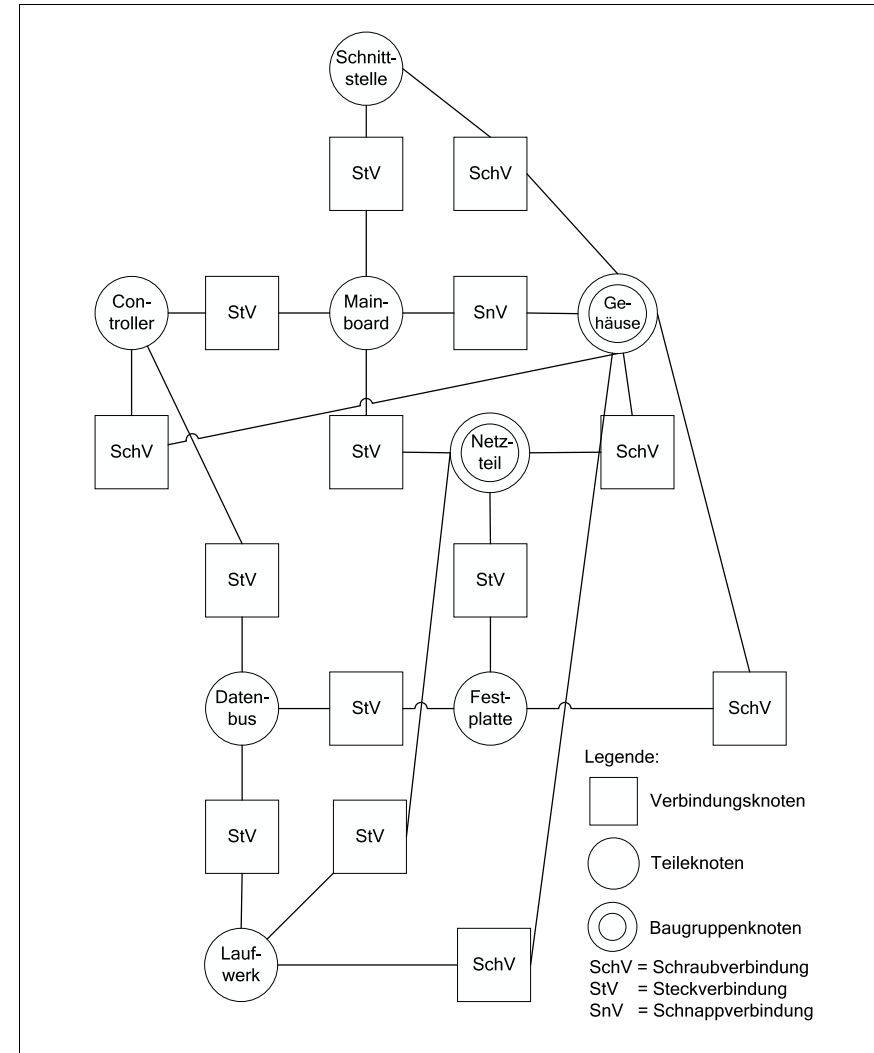 Schnitt-
stelle
StV
SchV
Con-
troller
StV
Main-
board
SnV
Ge-
häuse
SchV
StV
Netz-
teil
SchV
StV
StV
Daten-
bus
StV
Fest-
platte
SchV
StV
StV
Lauf-
werk
SchV
Legende:
Verbindungsknoten
Teileknoten
Baugruppenknoten
SchV = Schraubverbindung
StV = Steckverbindung
SnV = Schnappverbindung